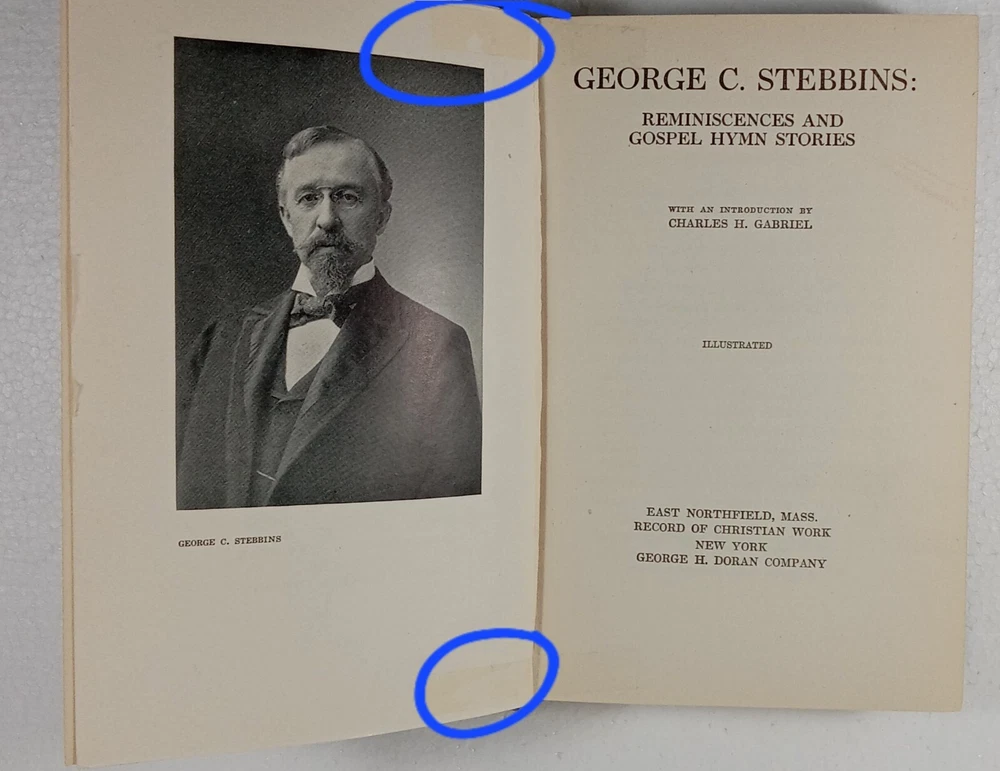 GEORGE C. STEBBINS
GEORGE C. STEBBINS:
REMINISCENCES AND
GOSPEL HYMN STORIES
WITH AN INTRODUCTION BY
CHARLES H. GABRIEL
ILLUSTRATED
EAST NORTHFIELD, MASS.
RECORD OF CHRISTIAN WORK
NEW YORK
GEORGE H. DORAN COMPANY